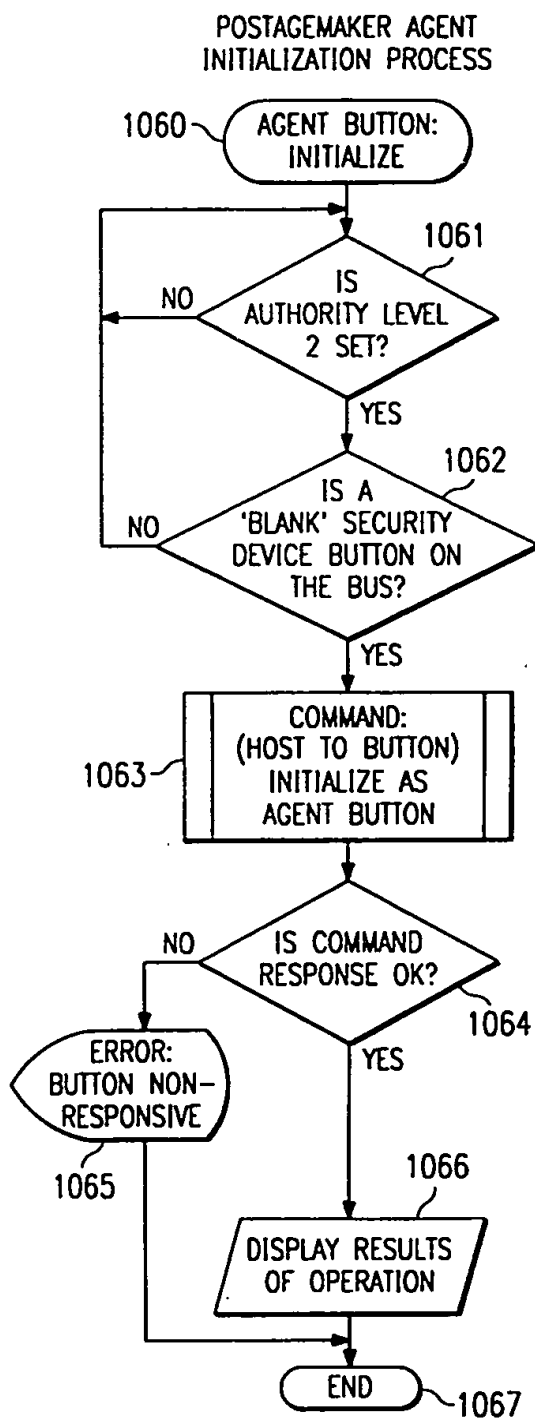 POSTAGEMAKER AGENT
INITIALIZATION PROCESS
1060
AGENT BUTTON:
INITIALIZE
1061
IS
AUTHORITY LEVEL
2 SET?
NO
YES
1062
IS A
'BLANK' SECURITY
DEVICE BUTTON ON
THE BUS?
NO
YES
1063
COMMAND:
(HOST TO BUTTON)
INITIALIZE AS
AGENT BUTTON
IS COMMAND
RESPONSE OK?
NO
1064
YES
ERROR:
BUTTON NON-
RESPONSIVE
1065
1066
DISPLAY RESULTS
OF OPERATION
END
1067